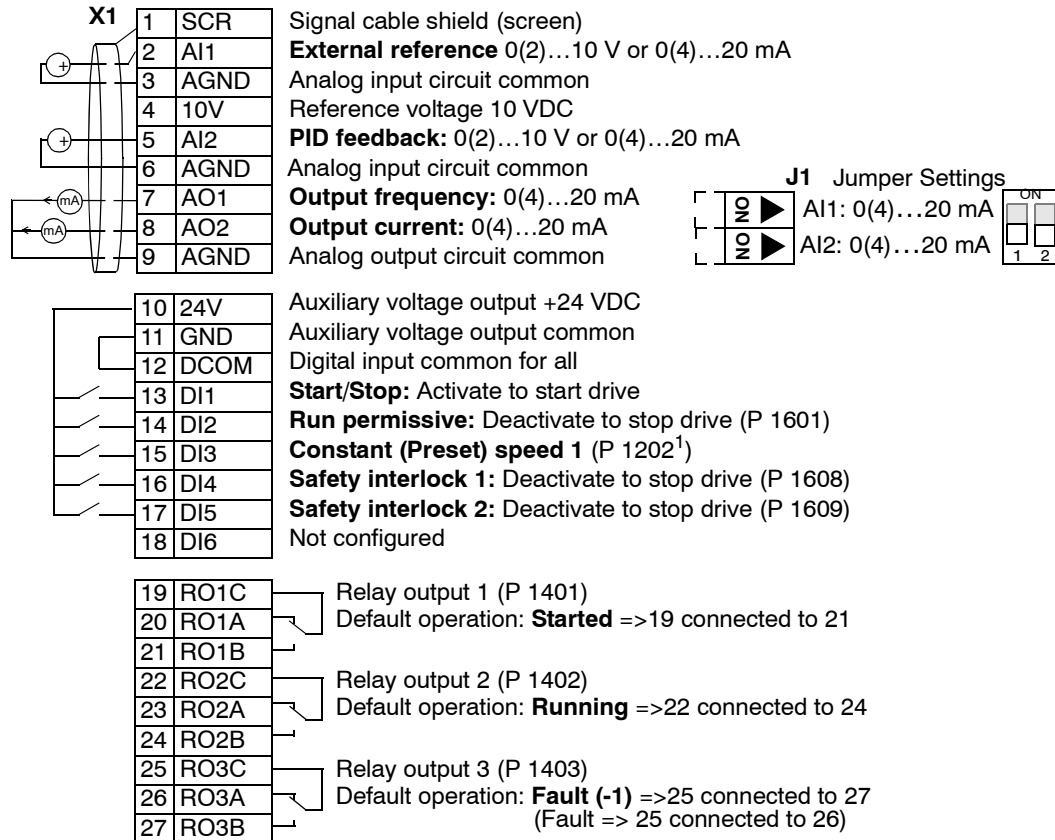 X1
1 SCR Signal cable shield (screen)
2 AI1 External reference 0(2)…10 V or 0(4)…20 mA
3 AGND Analog input circuit common
4 10V Reference voltage 10 VDC
5 AI2 PID feedback: 0(2)…10 V or 0(4)…20 mA
6 AGND Analog input circuit common
7 AO1 Output frequency: 0(4)…20 mA
8 AO2 Output current: 0(4)…20 mA
9 AGND Analog output circuit common
+
+
mA
mA
J1 Jumper Settings
ON AI1: 0(4)…20 mA
ON AI2: 0(4)…20 mA
ON
1 2
10 24V Auxiliary voltage output +24 VDC
11 GND Auxiliary voltage output common
12 DCOM Digital input common for all
13 DI1 Start/Stop: Activate to start drive
14 DI2 Run permissive: Deactivate to stop drive (P 1601)
15 DI3 Constant (Preset) speed 1 (P 1202¹)
16 DI4 Safety interlock 1: Deactivate to stop drive (P 1608)
17 DI5 Safety interlock 2: Deactivate to stop drive (P 1609)
18 DI6 Not configured
19 RO1C Relay output 1 (P 1401)
20 RO1A Default operation: Started =>19 connected to 21
21 RO1B
22 RO2C Relay output 2 (P 1402)
23 RO2A Default operation: Running =>22 connected to 24
24 RO2B
25 RO3C Relay output 3 (P 1403)
26 RO3A Default operation: Fault (-1) =>25 connected to 27
27 RO3B (Fault => 25 connected to 26)